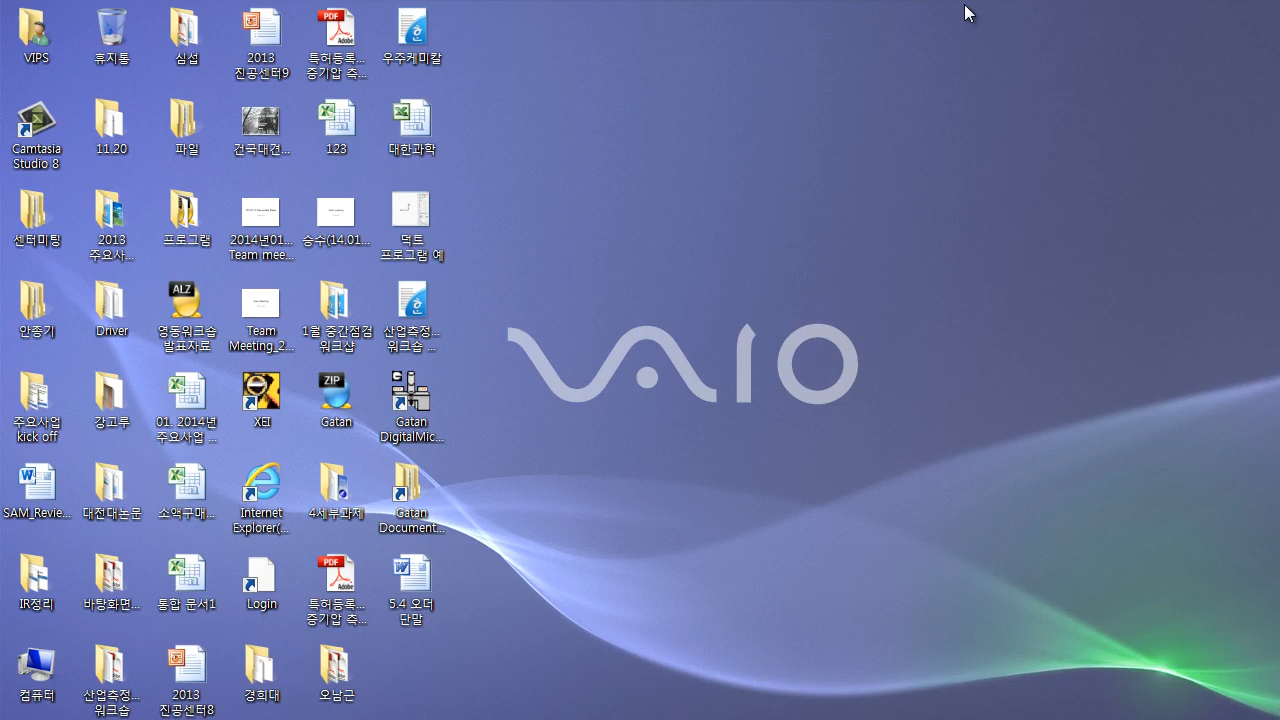 VIPS
휴지통
심섭
2013
진공센터9
특허등록...
증기압 측...
우주케미칼
Camtasia
Studio 8
11.20
파일
건국대견...
123
대한과학
센터미팅
2013
주요사...
프로그램
2014년01...
Team mee...
승수(14.01...
덕트
프로그램 예
안종기
Driver
ALZ
영동워크숍
발표자료
Team
Meeting_2...
1월 중간점검
워크샵
산업측정...
워크숍 ...
VAIO
주요사업
kick off
강고루
01. 2014년
주요사업 ...
XEI
ZIP
Gatan
Gatan
DigitalMic...
SAM_Revie...
대전대논문
소액구매...
Internet
Explorer(...
4세부과제
Gatan
Document...
IR정리
바탕화면...
통합 문서1
Login
PDF
Adobe
특허등록...
증기압 측...
5.4 오더
단말
컴퓨터
산업측정...
워크숍
2013
진공센터8
경희대
오남근